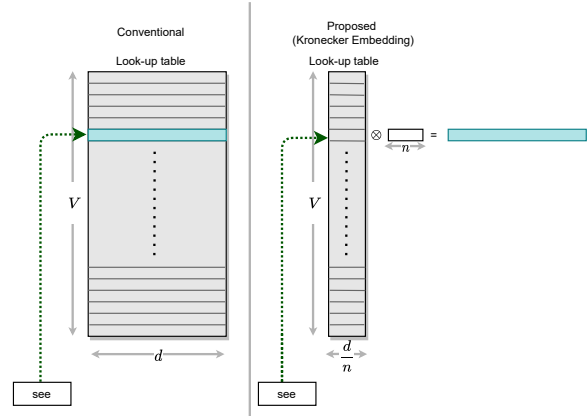 Conventional
Look-up table
V
d
see
Proposed
(Kronecker Embedding)
Look-up table
V
⊗
n
=
d
n
see